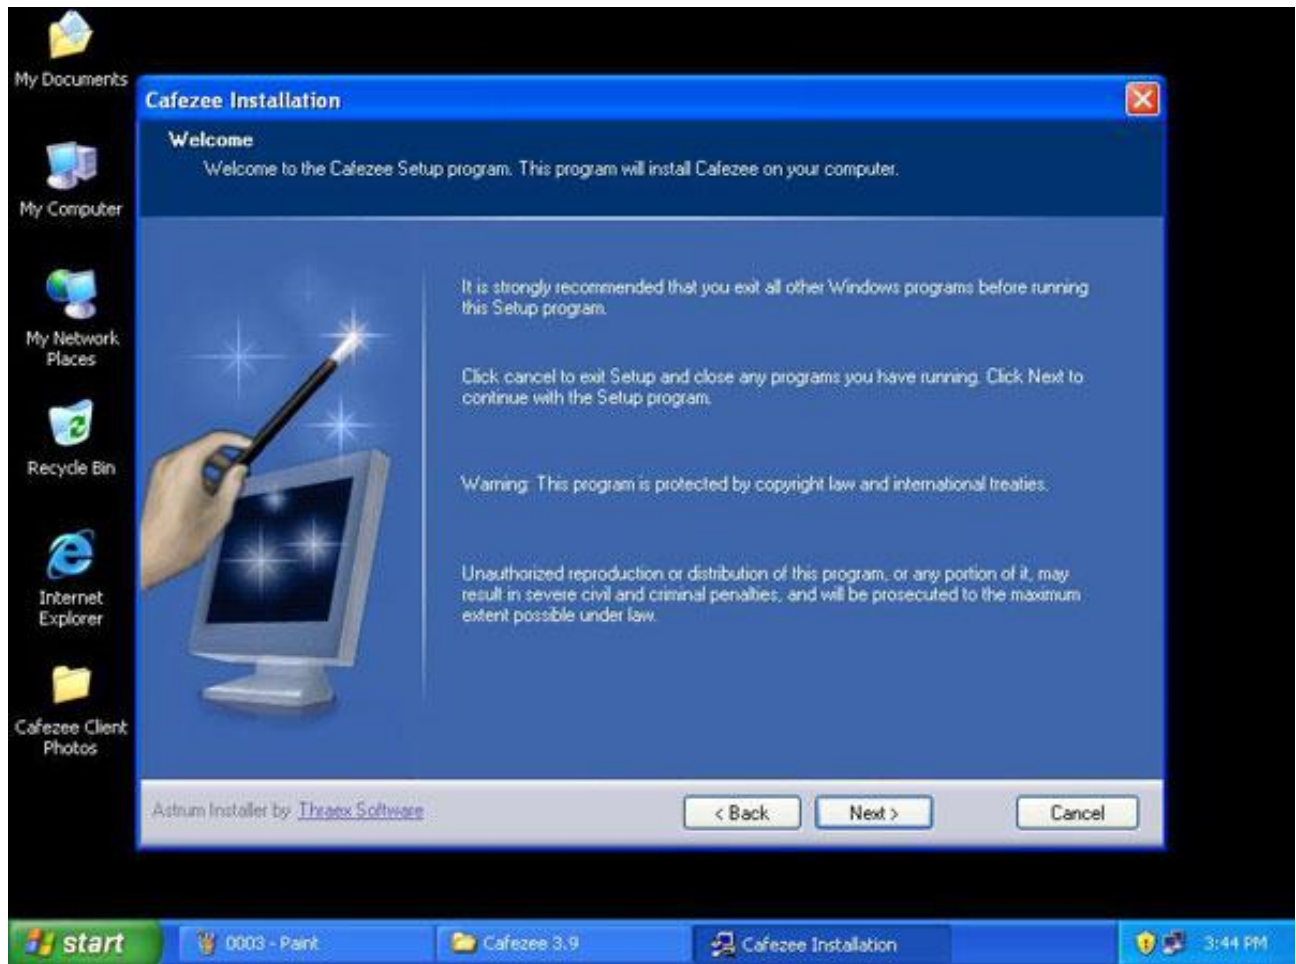 My Documents
My Computer
My Network
Places
Recycle Bin
Internet
Explorer
Cafezee Client
Photos
Cafezee Installation
Welcome
Welcome to the Cafezee Setup program. This program will install Cafezee on your computer.
It is strongly recommended that you exit all other Windows programs before running
this Setup program.
Click cancel to exit Setup and close any programs you have running. Click Next to
continue with the Setup program.
Warning: This program is protected by copyright law and international treaties.
Unauthorized reproduction or distribution of this program, or any portion of it, may
result in severe civil and criminal penalties, and will be prosecuted to the maximum
extent possible under law.
Astrum Installer by Thraex Software
< Back Next > Cancel
start 0003 - Paint Cafezee 3.9 Cafezee Installation 3:44 PM